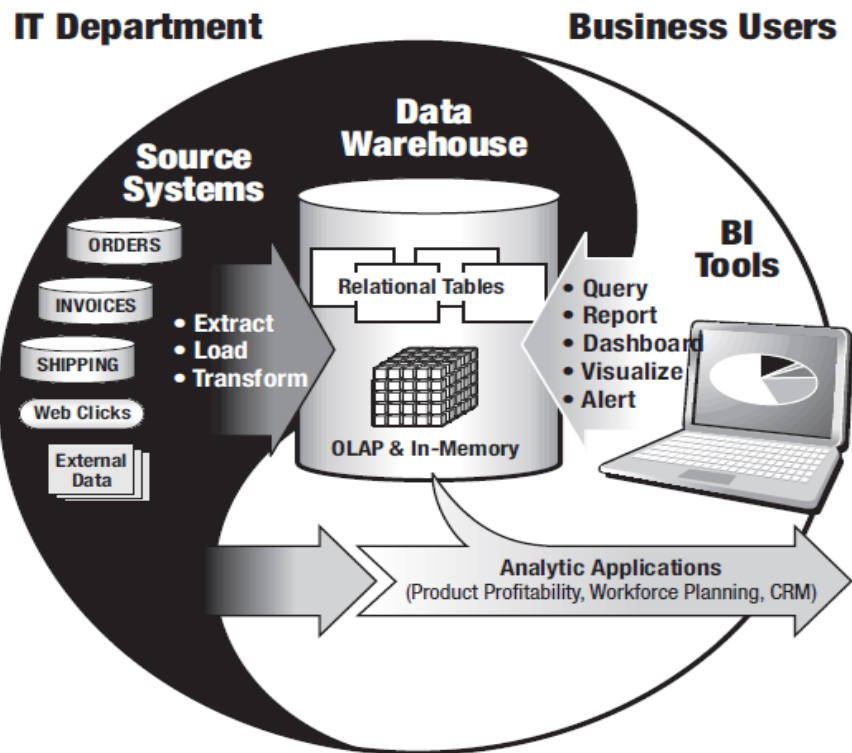 IT Department
Business Users
Data
Warehouse
Source
Systems
ORDERS
INVOICES
SHIPPING
Web Clicks
External
Data
• Extract
• Load
• Transform
Relational Tables
OLAP & In-Memory
BI
Tools
• Query
• Report
• Dashboard
• Visualize
• Alert
Analytic Applications
(Product Profitability, Workforce Planning, CRM)